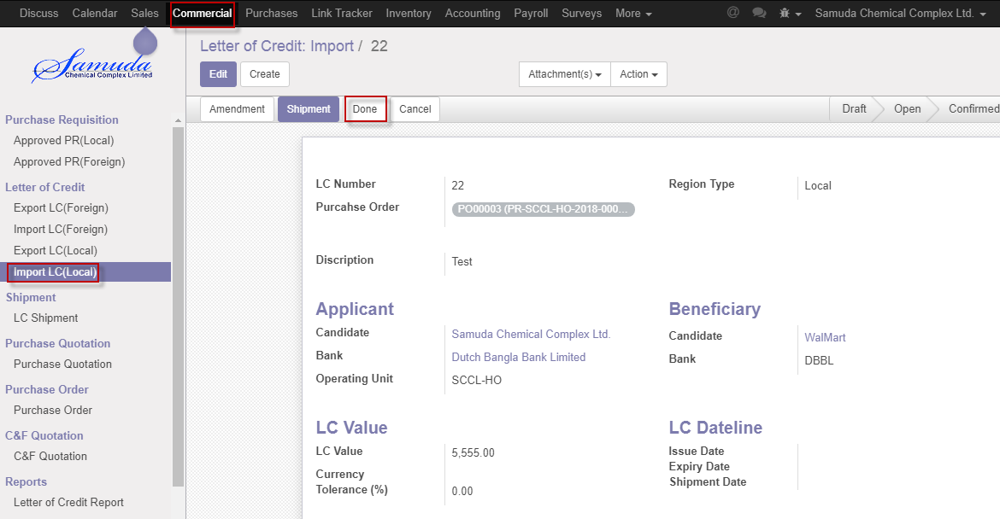 Discuss Calendar Sales Commercial Purchases Link Tracker Inventory Accounting Payroll Surveys More @ Samuda Chemical Complex Ltd.
Samuda
Chemical Complex Limited
Letter of Credit: Import / 22
Edit Create Attachment(s) Action
Amendment Shipment Done Cancel Draft Open Confirmed
Purchase Requisition
Approved PR(Local)
Approved PR(Foreign)
Letter of Credit
Export LC(Foreign)
Import LC(Foreign)
Export LC(Local)
Import LC(Local)
Shipment
LC Shipment
Purchase Quotation
Purchase Quotation
Purchase Order
Purchase Order
C&F Quotation
C&F Quotation
Reports
Letter of Credit Report
LC Number 22 Region Type Local
Purcahse Order PO00003 (PR-SCCL-HO-2018-000...
Discription Test
Applicant Beneficiary
Candidate Samuda Chemical Complex Ltd. Candidate WalMart
Bank Dutch Bangla Bank Limited Bank DBBL
Operating Unit SCCL-HO
LC Value LC Dateline
LC Value 5,555.00 Issue Date
Currency Expiry Date
Tolerance (%) 0.00 Shipment Date